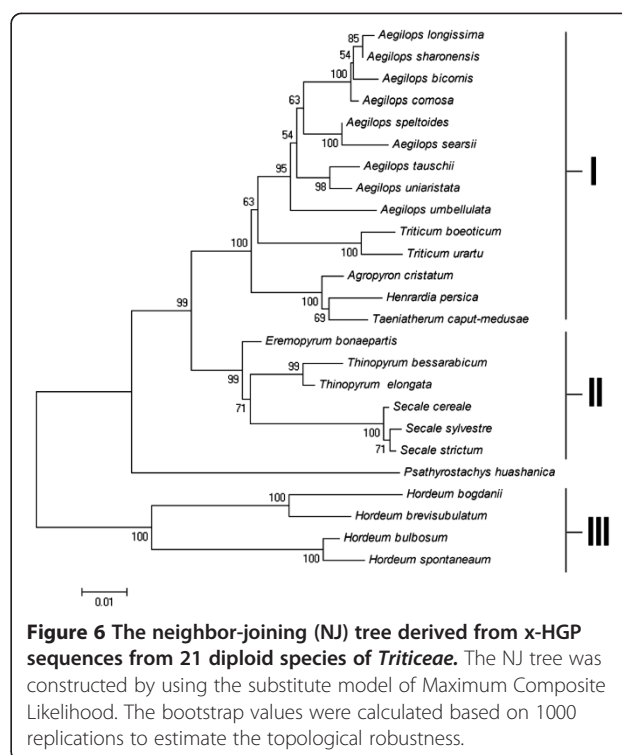 85
Aegilops longissima
54
Aegilops sharonensis
100
Aegilops bicornis
Aegilops comosa
63
Aegilops speltoides
100
Aegilops searsii
54
Aegilops tauschii
98
Aegilops uniaristata
95
Aegilops umbellulata
63
Triticum boeoticum
100
Triticum urartu
100
Agropyron cristatum
100
Henrardia persica
69
Taeniatherum caput-medusae
I
99
Eremopyrum bonaepartis
99
99
Thinopyrum bessarabicum
Thinopyrum elongata
71
Secale cereale
100
Secale sylvestre
71
Secale strictum
II
Psathyrostachys huashanica
Hordeum bogdanii
100
Hordeum brevisubulatum
100
Hordeum bulbosum
100
Hordeum spontaneaum
III
0.01
Figure 6 The neighbor-joining (NJ) tree derived from x-HGP
sequences from 21 diploid species of Triticeae. The NJ tree was
constructed by using the substitute model of Maximum Composite
Likelihood. The bootstrap values were calculated based on 1000
replications to estimate the topological robustness.